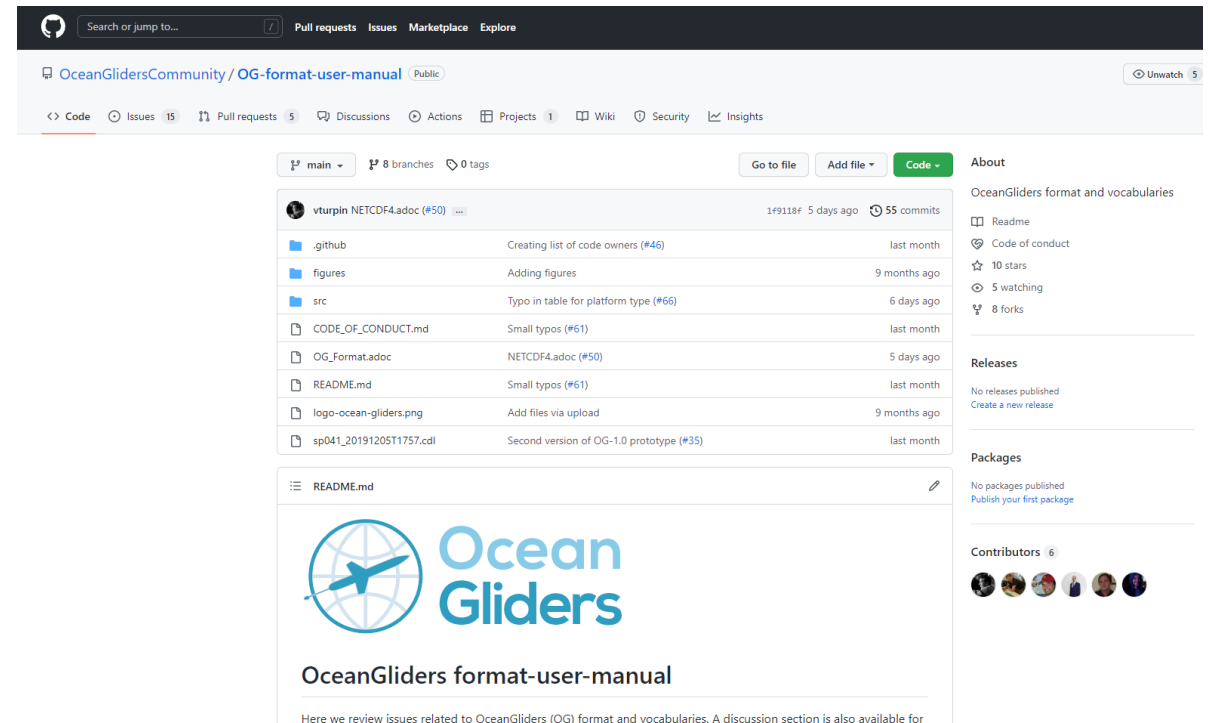 Search or jump to... /
Pull requests Issues Marketplace Explore
OceanGlidersCommunity / OG-format-user-manual Public
Unwatch 5
Code Issues 15 Pull requests 5 Discussions Actions Projects 1 Wiki Security Insights
main 8 branches 0 tags
Go to file Add file Code
vturpin NETCDF4.adoc (#50) ... 1f9118f 5 days ago 55 commits
.github Creating list of code owners (#46) last month
figures Adding figures 9 months ago
src Typo in table for platform type (#66) 6 days ago
CODE_OF_CONDUCT.md Small typos (#61) last month
OG_Format.adoc NETCDF4.adoc (#50) 5 days ago
README.md Small typos (#61) last month
logo-ocean-gliders.png Add files via upload 9 months ago
sp041_20191205T1757.cdl Second version of OG-1.0 prototype (#35) last month
README.md
Ocean
Gliders
OceanGliders format-user-manual
Here we review issues related to OceanGliders (OG) format and vocabularies. A discussion section is also available for
About
OceanGliders format and vocabularies
Readme
Code of conduct
10 stars
5 watching
8 forks
Releases
No releases published
Create a new release
Packages
No packages published
Publish your first package
Contributors 6